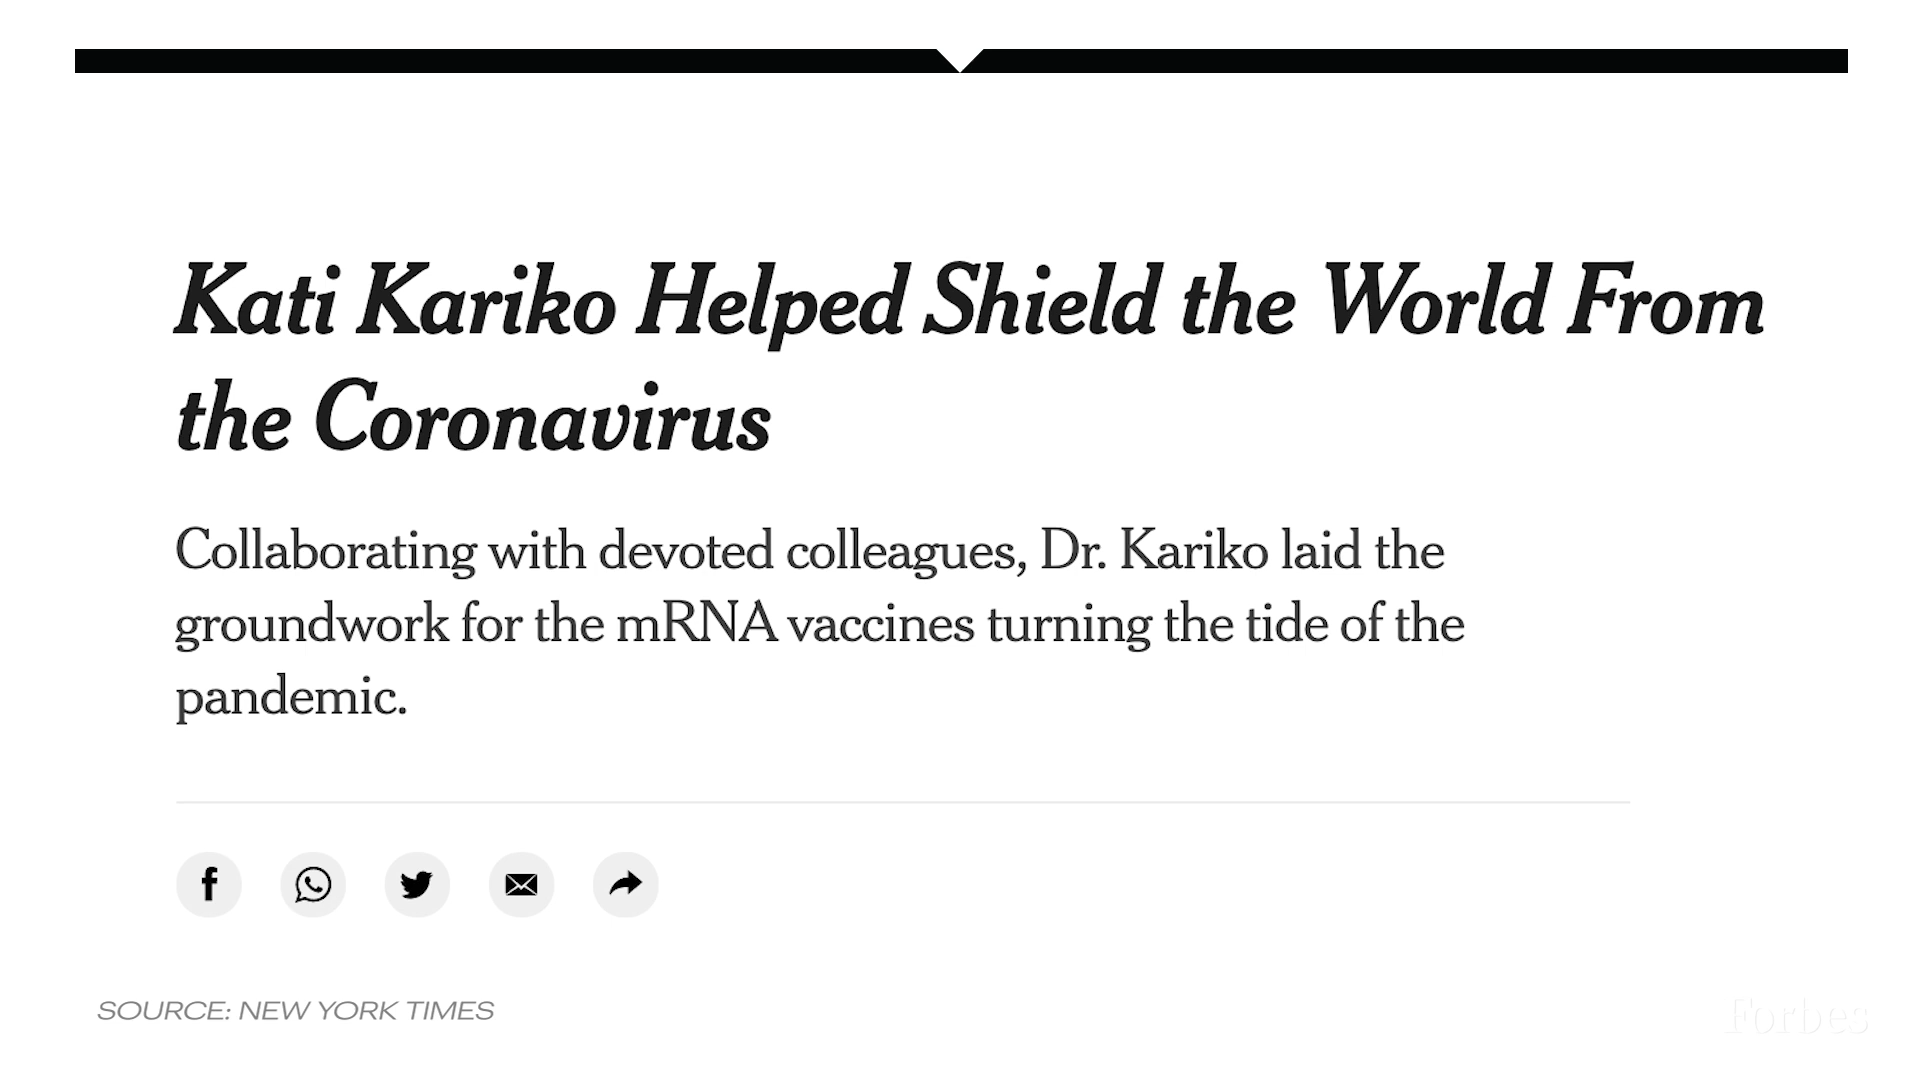 Kati Kariko Helped Shield the World From
the Coronavirus
Collaborating with devoted colleagues, Dr. Kariko laid the
groundwork for the mRNA vaccines turning the tide of the
pandemic.
SOURCE: NEW YORK TIMES
Forbes